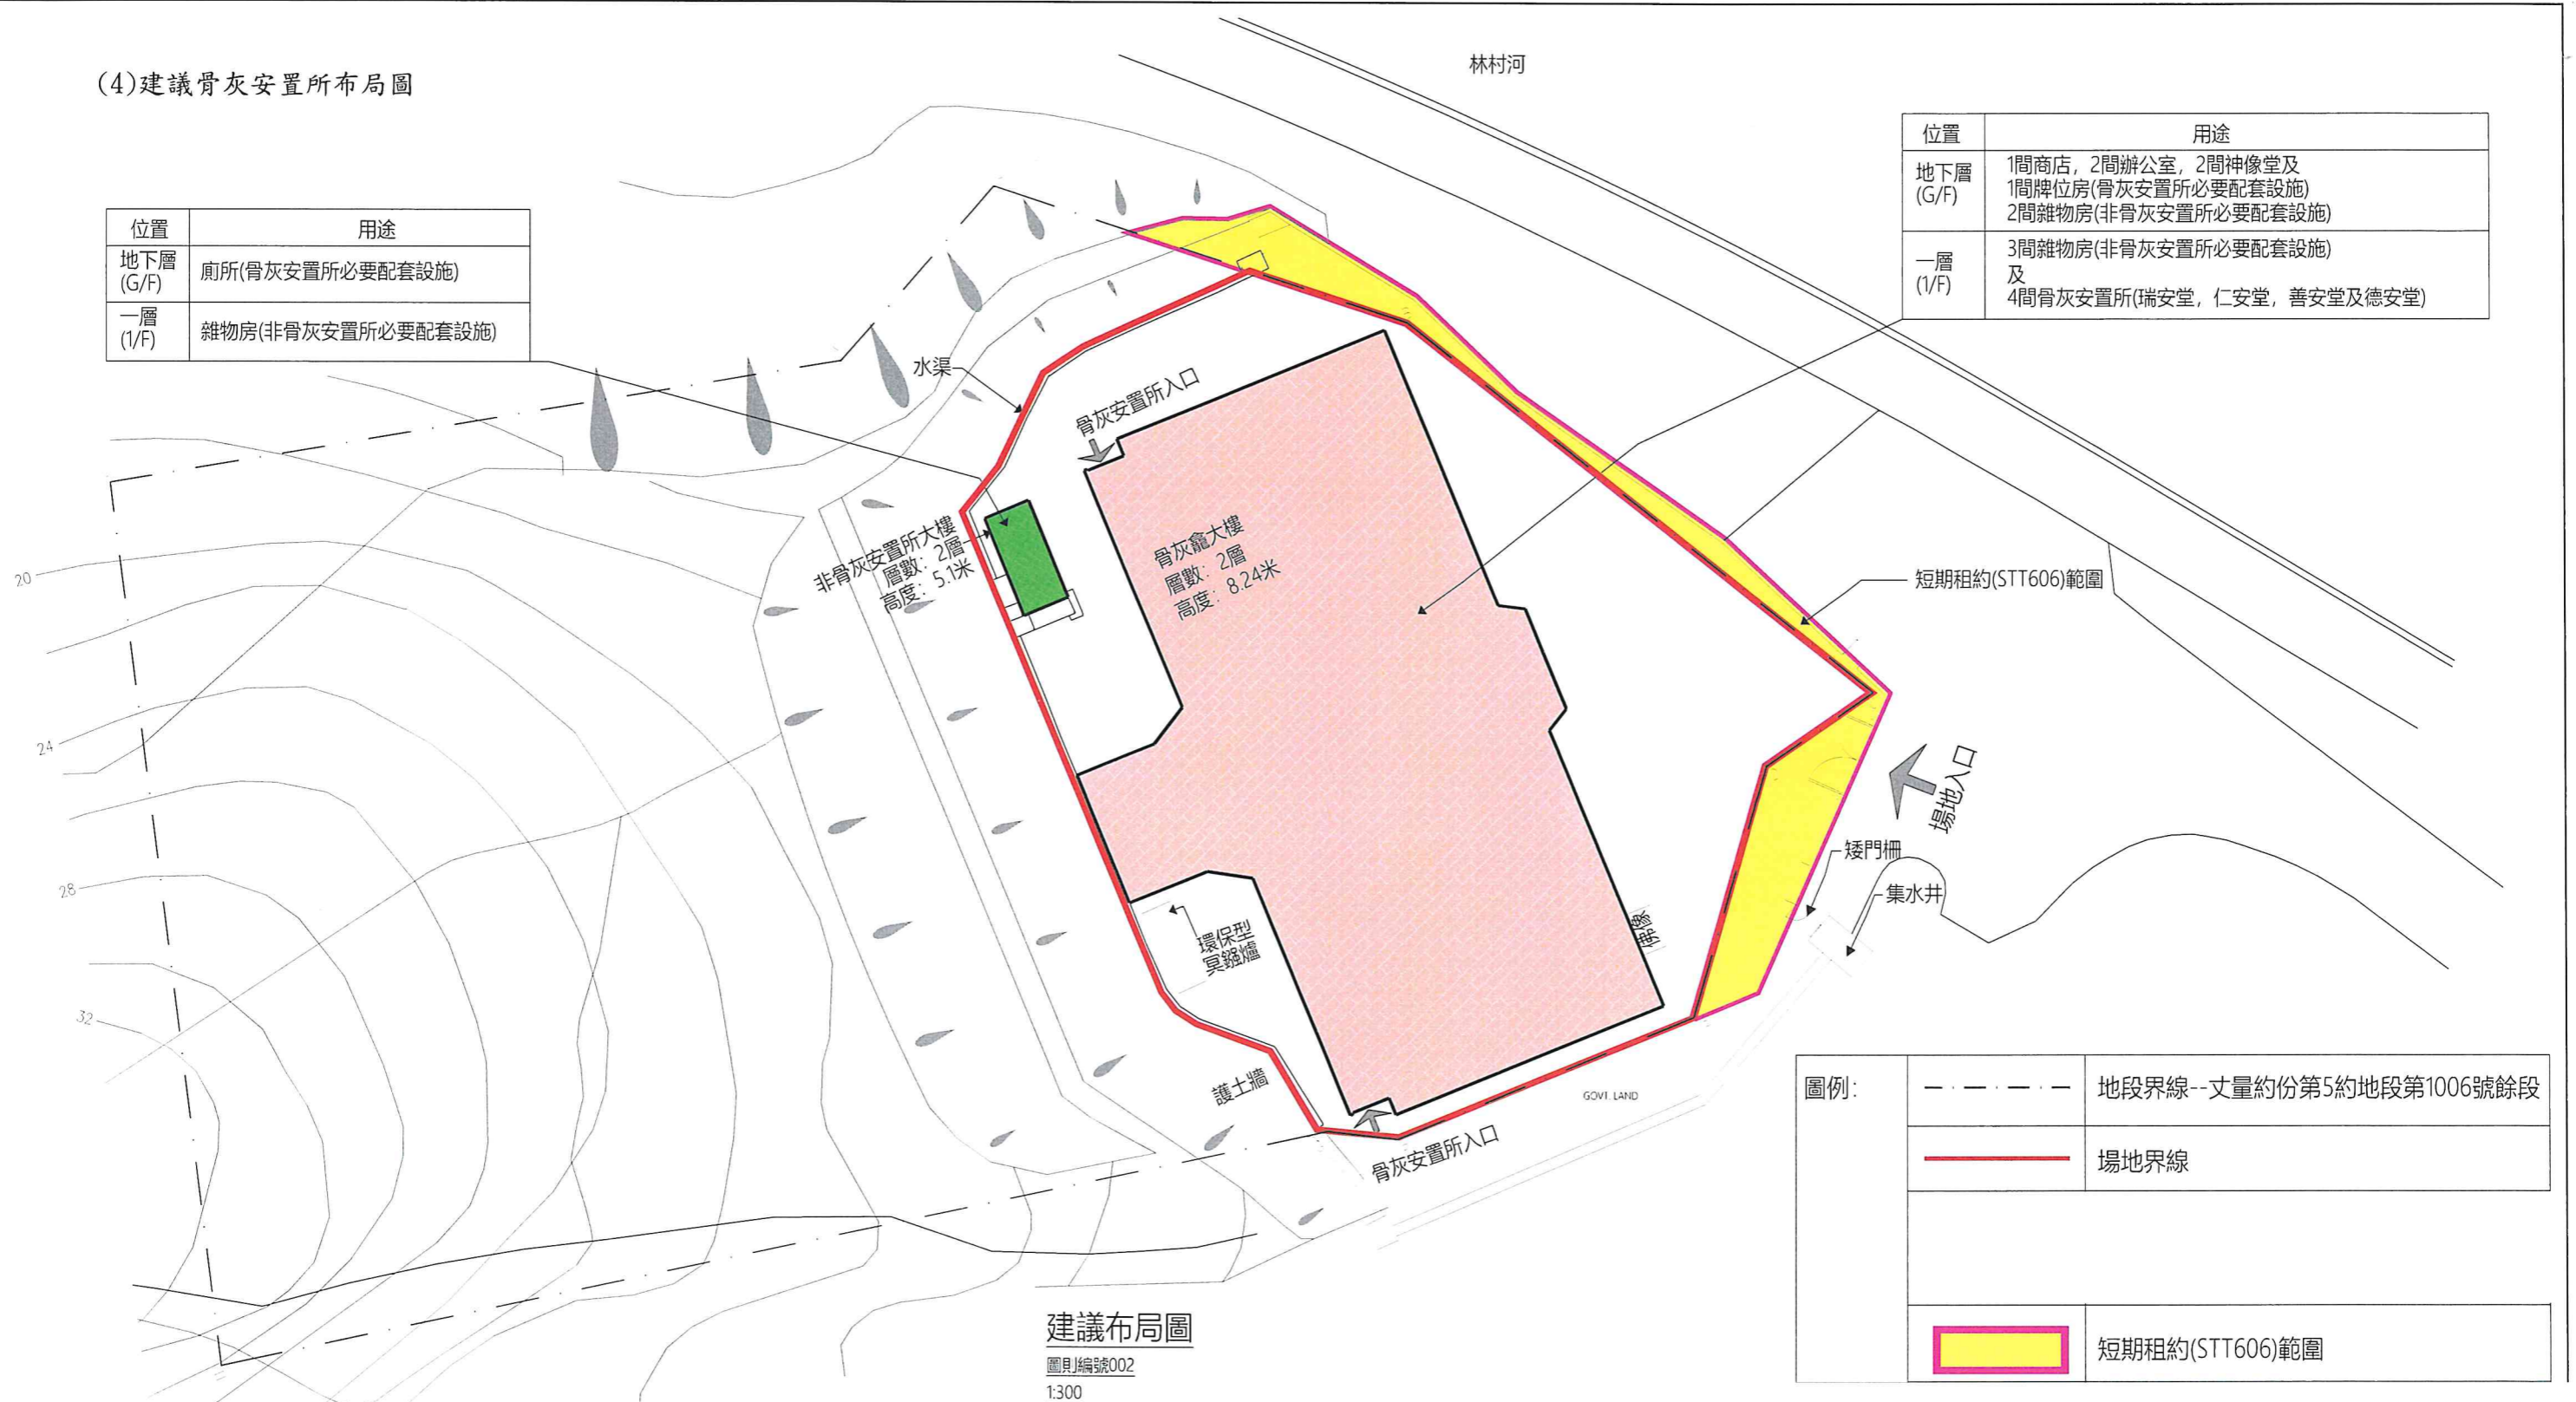 (4)建議骨灰安置所布局圖
林村河
位置 用途
地下層 (G/F) 廁所(骨灰安置所必要配套設施)
一層 (1/F) 雜物房(非骨灰安置所必要配套設施)
位置 用途
地下層 (G/F)
1間商店，2間辦公室，2間神像堂及
1間牌位房(骨灰安置所必要配套設施)
2間雜物房(非骨灰安置所必要配套設施)
一層 (1/F)
3間雜物房(非骨灰安置所必要配套設施)
及
4間骨灰安置所(瑞安堂，仁安堂，善安堂及德安堂)
水渠
骨灰安置所入口
非骨灰安置所大樓
層數：2層
高度：5.1米
骨灰龕大樓
層數：2層
高度：8.24米
短期租約(STT606)範圍
20
24
28
32
場地入口
矮門柵
集水井
佛像
環保型
冥鏹爐
護土牆
骨灰安置所入口
GOVT. LAND
圖例：
地段界線--丈量約份第5約地段第1006號餘段
場地界線
短期租約(STT606)範圍
建議布局圖
圖則編號002
1:300